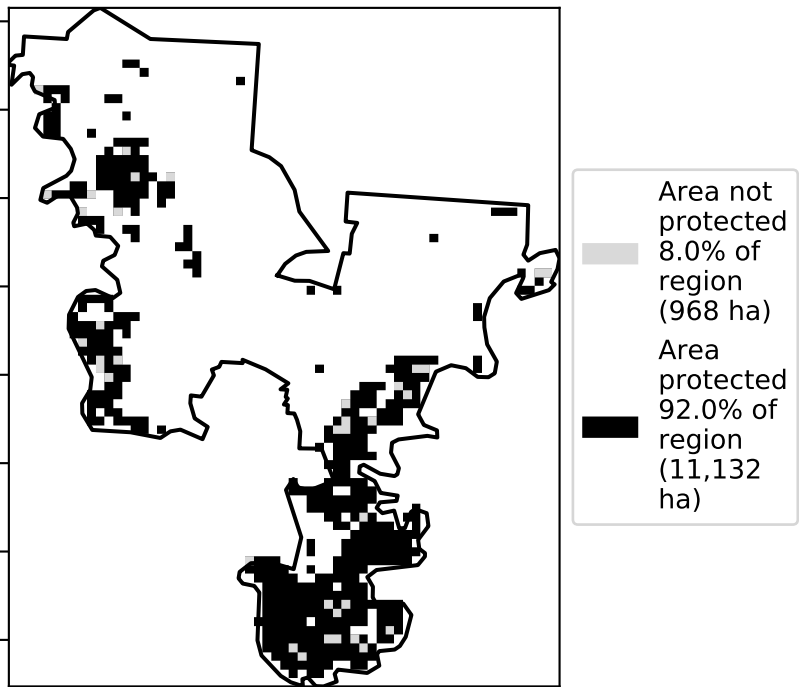 Area not
protected
8.0% of
region
(968 ha)
Area
protected
92.0% of
region
(11,132
ha)